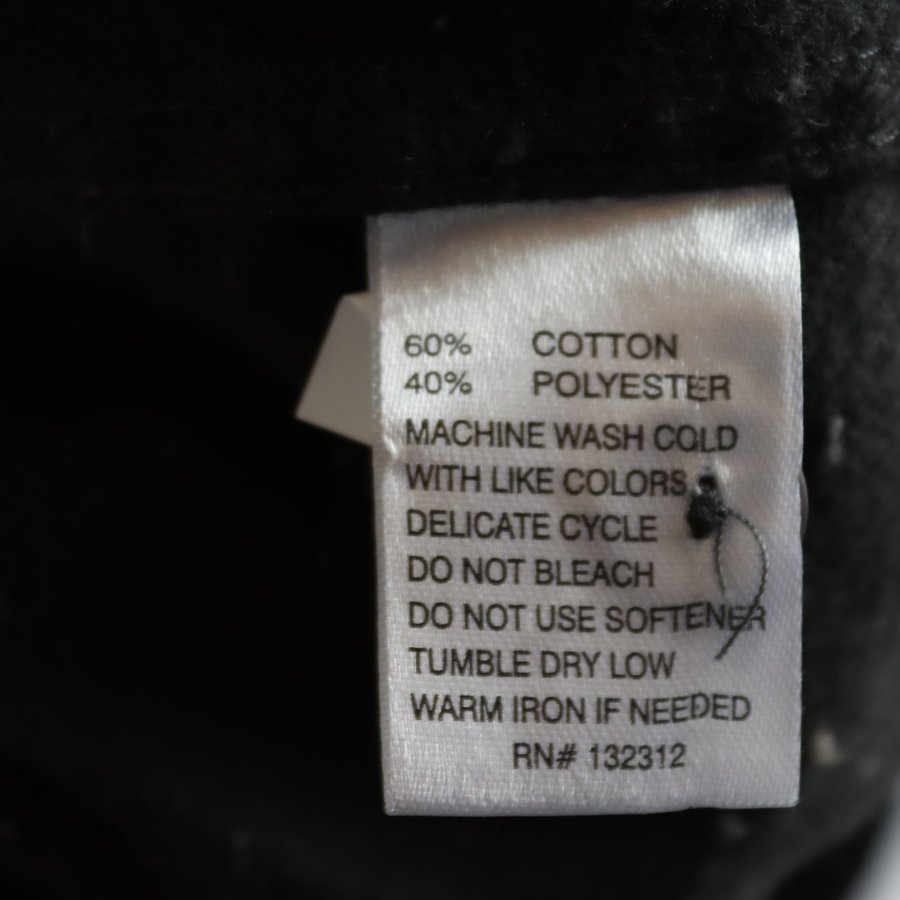 60% COTTON
40% POLYESTER
MACHINE WASH COLD
WITH LIKE COLORS
DELICATE CYCLE
DO NOT BLEACH
DO NOT USE SOFTENER
TUMBLE DRY LOW
WARM IRON IF NEEDED
RN# 132312